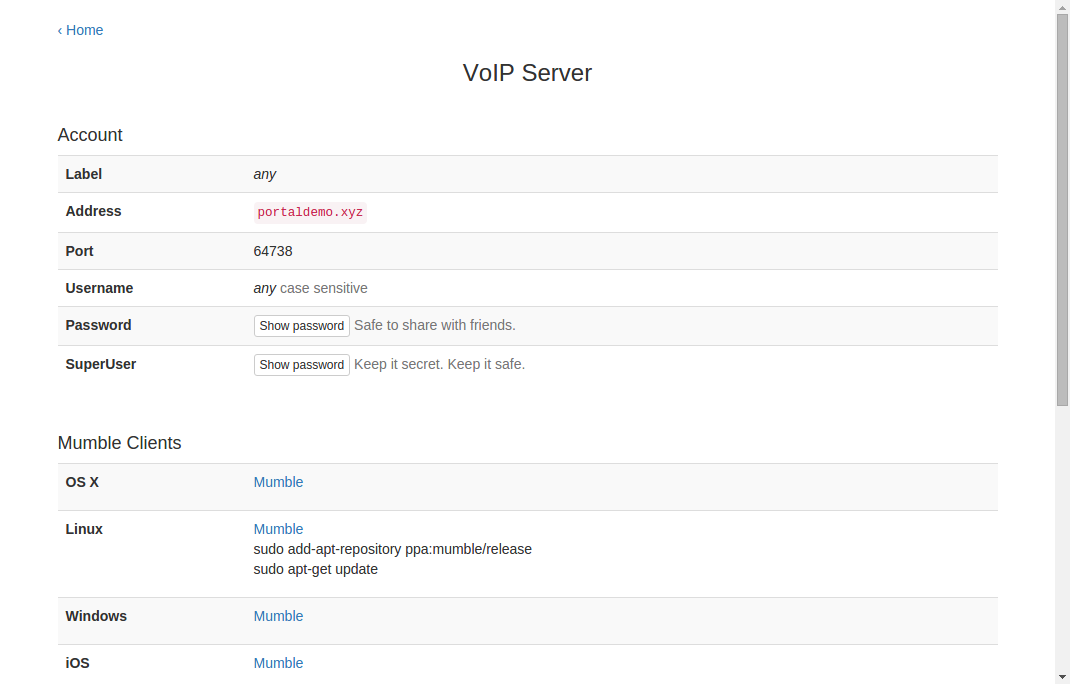 ‹ Home
VoIP Server
Account
Label any
Address portaldemo.xyz
Port 64738
Username any case sensitive
Password Show password Safe to share with friends.
SuperUser Show password Keep it secret. Keep it safe.
Mumble Clients
OS X Mumble
Linux Mumble
sudo add-apt-repository ppa:mumble/release
sudo apt-get update
Windows Mumble
iOS Mumble